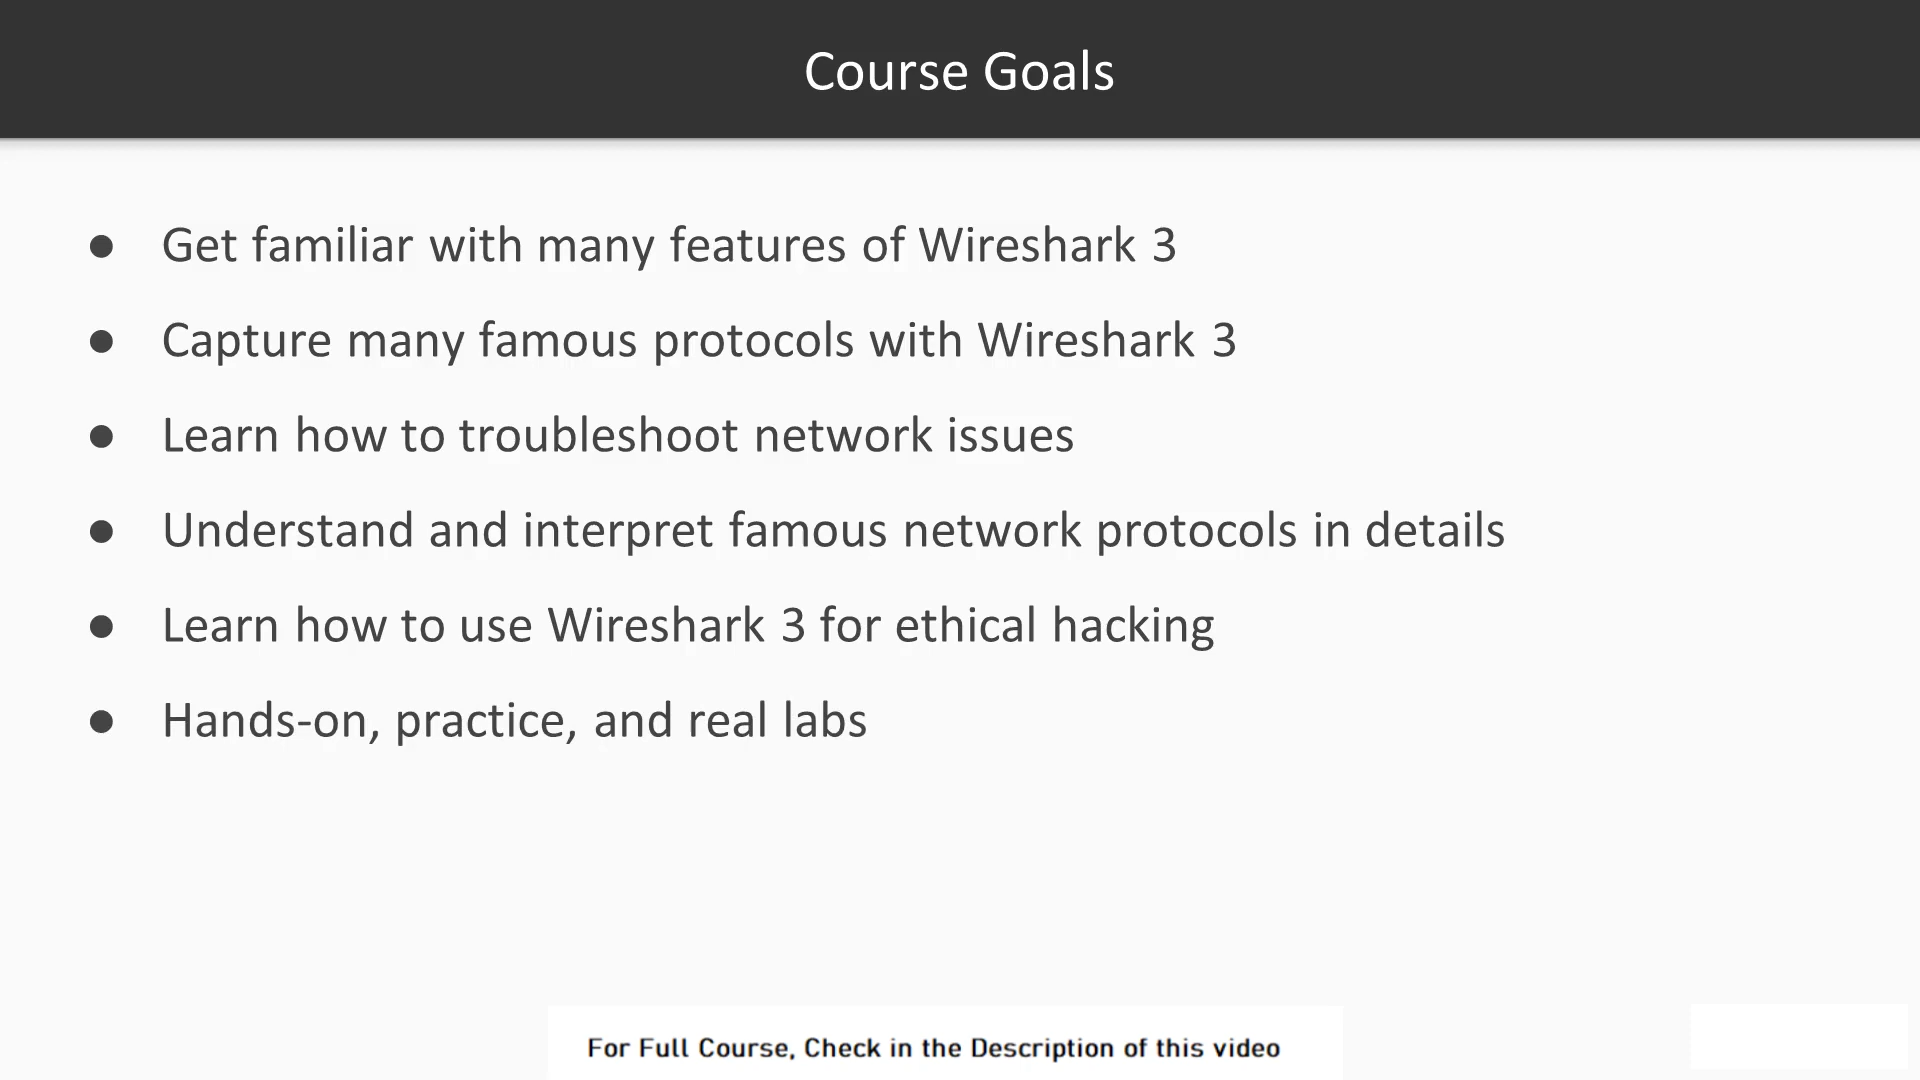 Course Goals
● Get familiar with many features of Wireshark 3
● Capture many famous protocols with Wireshark 3
● Learn how to troubleshoot network issues
● Understand and interpret famous network protocols in details
● Learn how to use Wireshark 3 for ethical hacking
● Hands-on, practice, and real labs
For Full Course, Check in the Description of this video